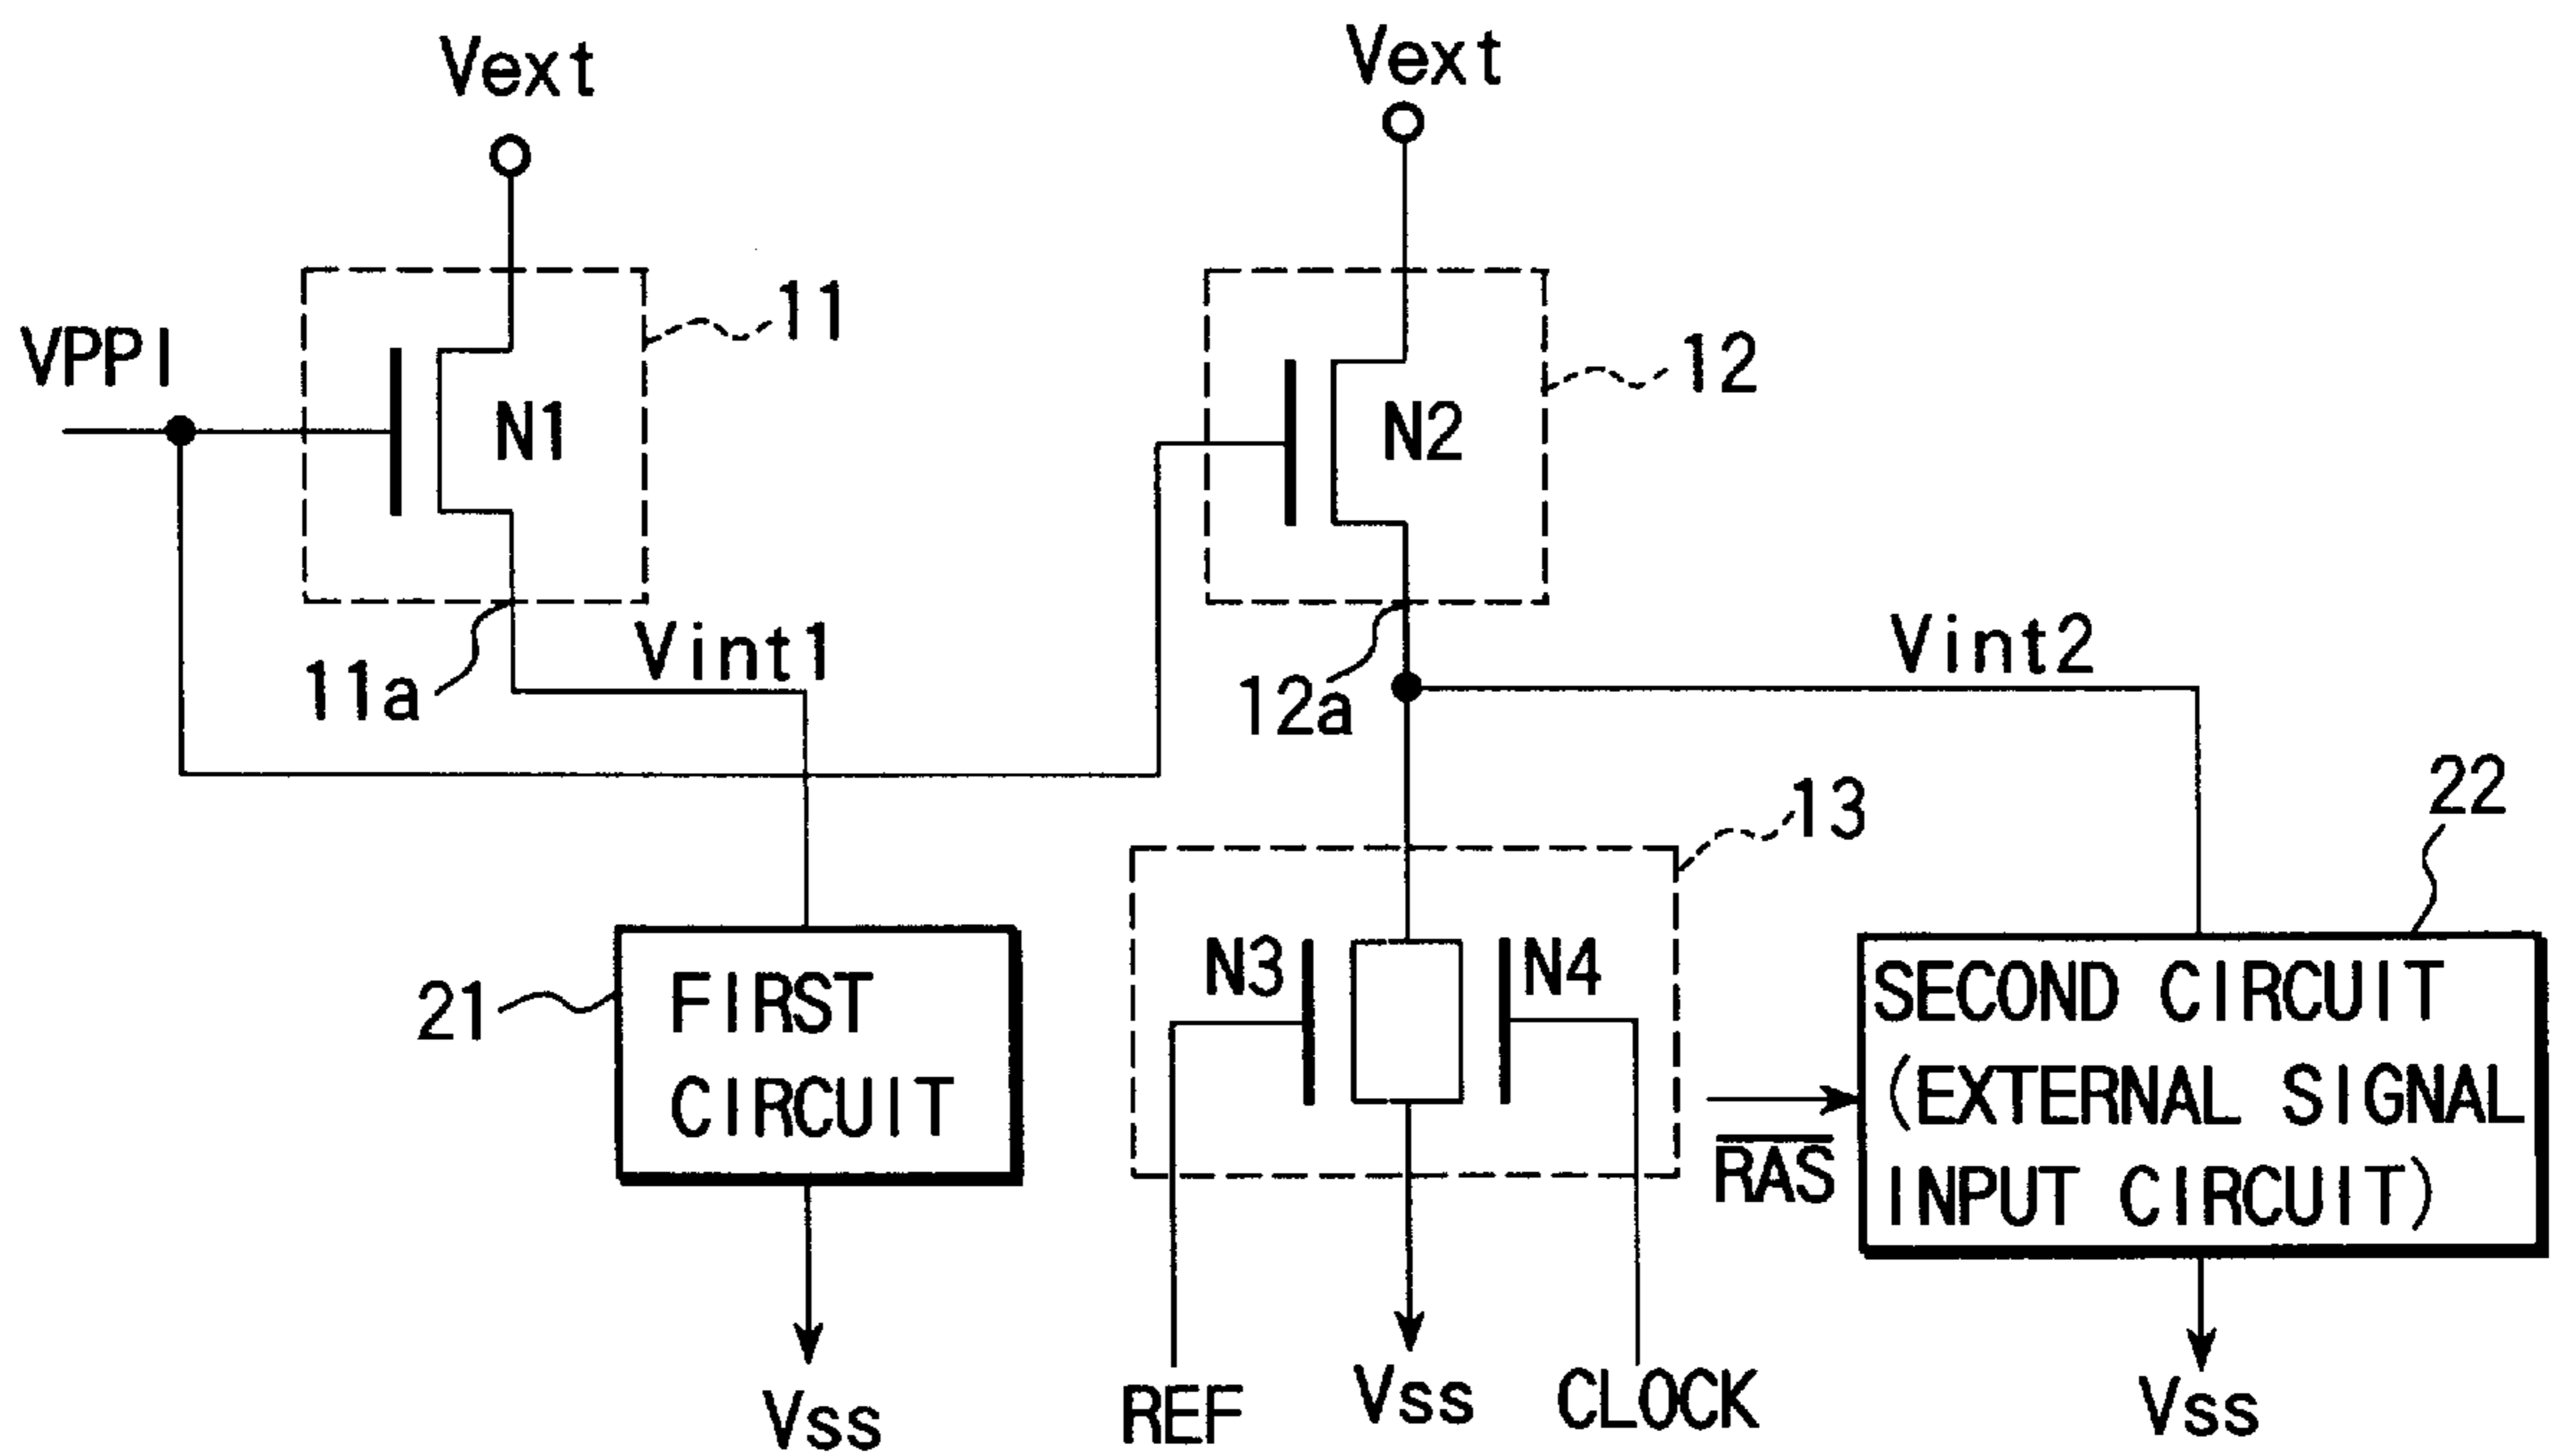 Vext
Vext
11
12
VPPI
N1
N2
11a
Vint1
12a
Vint2
13
22
21
FIRST
CIRCUIT
N3
N4
R̅A̅S̅
SECOND CIRCUIT
(EXTERNAL SIGNAL
INPUT CIRCUIT)
Vss
REF
Vss
CLOCK
Vss